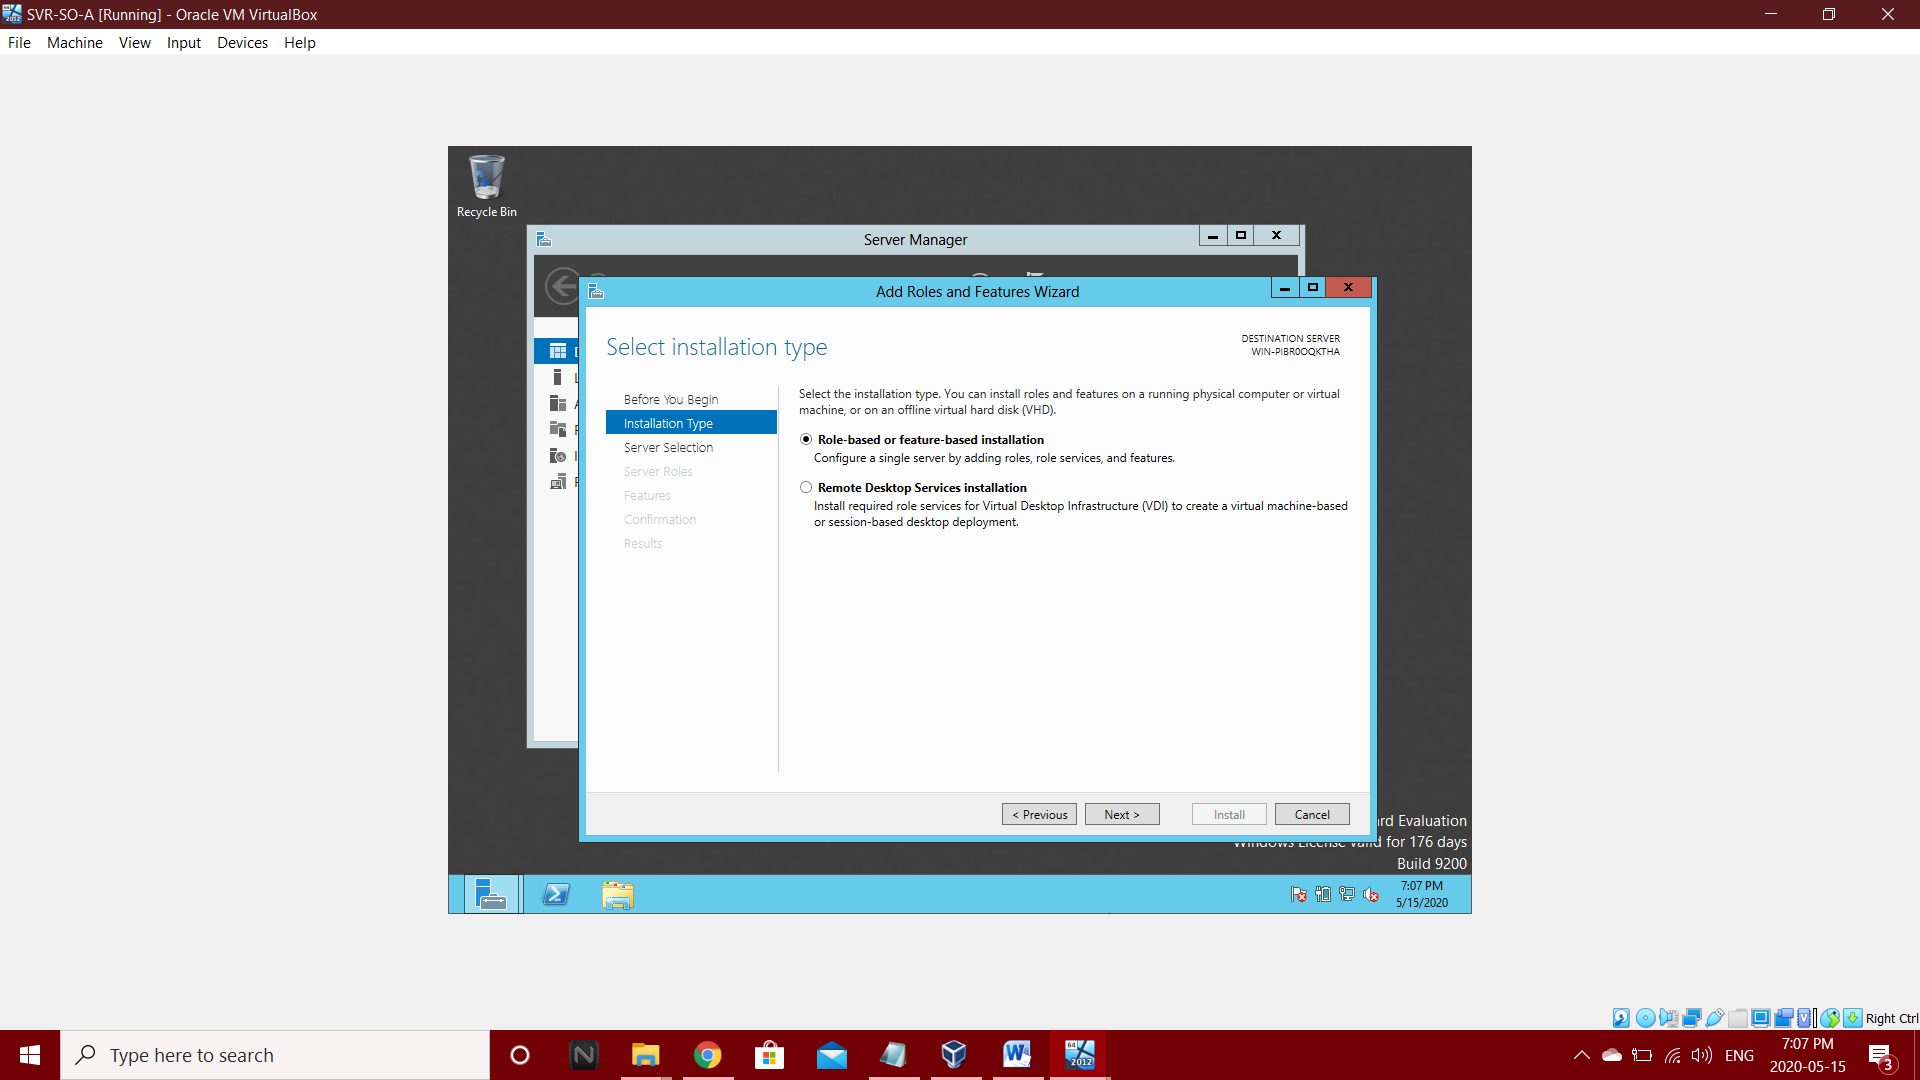 SVR-SO-A [Running] - Oracle VM VirtualBox
File Machine View Input Devices Help
Recycle Bin
Server Manager
Add Roles and Features Wizard
Select installation type
DESTINATION SERVER
WIN-PIBR0OQKTHA
Before You Begin
Installation Type
Server Selection
Server Roles
Features
Confirmation
Results
Select the installation type. You can install roles and features on a running physical computer or virtual
machine, or on an offline virtual hard disk (VHD).
Role-based or feature-based installation
Configure a single server by adding roles, role services, and features.
Remote Desktop Services installation
Install required role services for Virtual Desktop Infrastructure (VDI) to create a virtual machine-based
or session-based desktop deployment.
< Previous Next > Install Cancel
Evaluation
Windows License valid for 176 days
Build 9200
7:07 PM
5/15/2020
Right Ctrl
Type here to search
ENG
7:07 PM
2020-05-15
3
64
2012